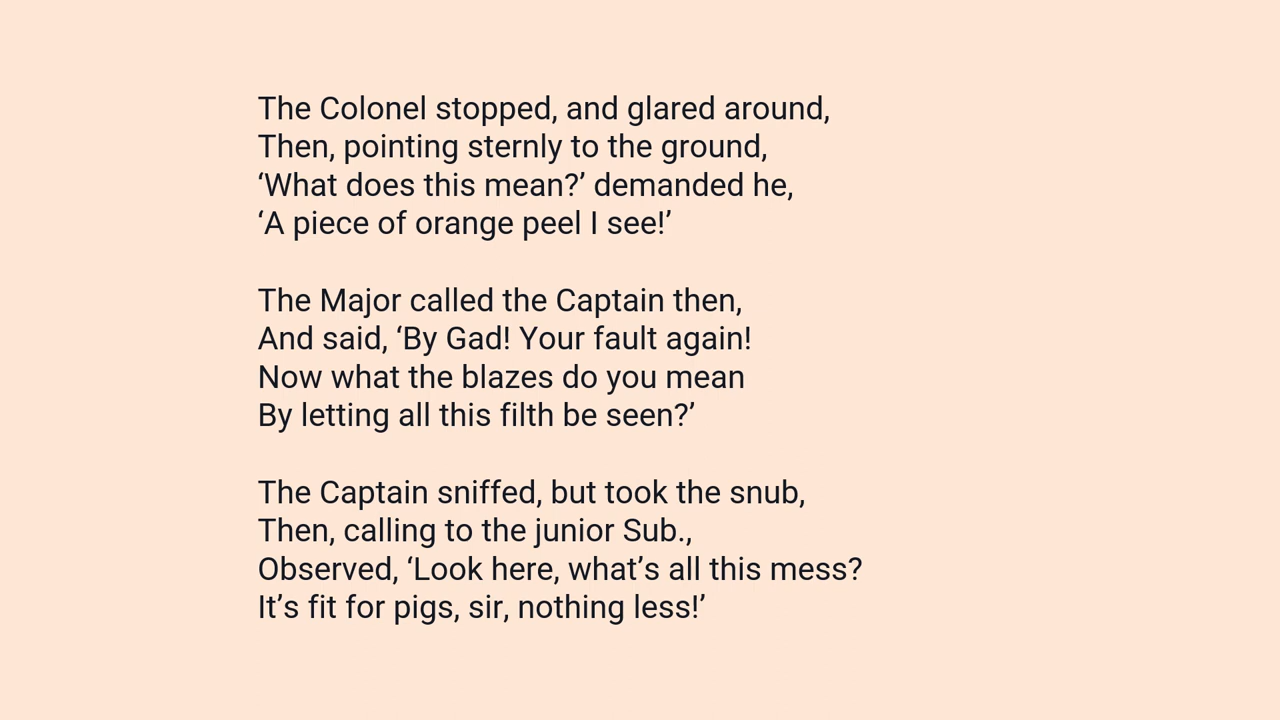 The Colonel stopped, and glared around,
Then, pointing sternly to the ground,
‘What does this mean?’ demanded he,
‘A piece of orange peel I see!’

The Major called the Captain then,
And said, ‘By Gad! Your fault again!
Now what the blazes do you mean
By letting all this filth be seen?’

The Captain sniffed, but took the snub,
Then, calling to the junior Sub.,
Observed, ‘Look here, what’s all this mess?
It’s fit for pigs, sir, nothing less!’